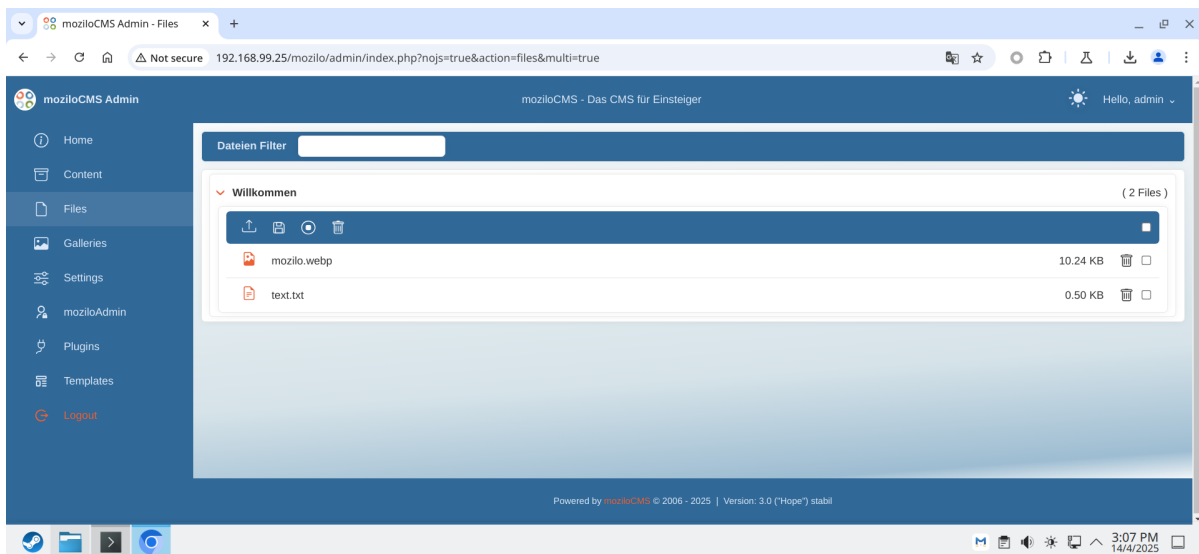 moziloCMS Admin - Files
Not secure 192.168.99.25/mozilo/admin/index.php?nojs=true&action=files&multi=true
moziloCMS Admin
moziloCMS - Das CMS für Einsteiger
Hello, admin
Home
Content
Files
Galleries
Settings
moziloAdmin
Plugins
Templates
Logout
Dateien Filter
Willkommen ( 2 Files )
mozilo.webp 10.24 KB
text.txt 0.50 KB
Powered by moziloCMS © 2006 - 2025 | Version: 3.0 ("Hope") stabil
3:07 PM
14/4/2025